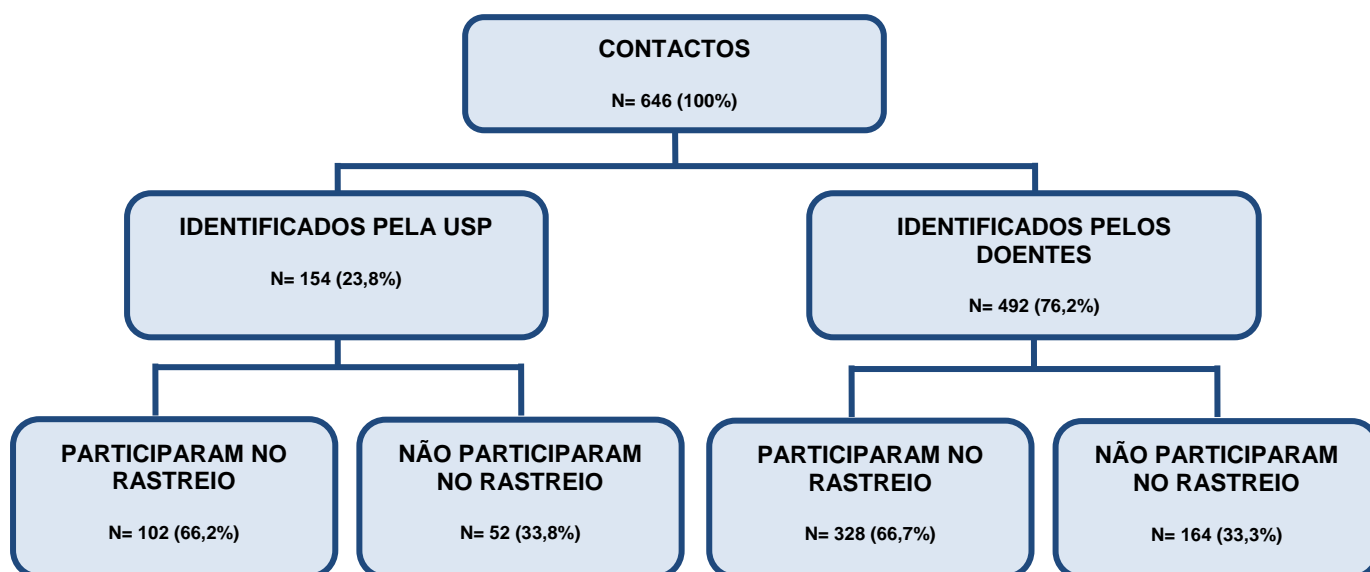 CONTACTOS
N= 646 (100%)
IDENTIFICADOS PELA USP
N= 154 (23,8%)
IDENTIFICADOS PELOS
DOENTES
N= 492 (76,2%)
PARTICIPARAM NO
RASTREIO
N= 102 (66,2%)
NÃO PARTICIPARAM
NO RASTREIO
N= 52 (33,8%)
PARTICIPARAM NO
RASTREIO
N= 328 (66,7%)
NÃO PARTICIPARAM
NO RASTREIO
N= 164 (33,3%)